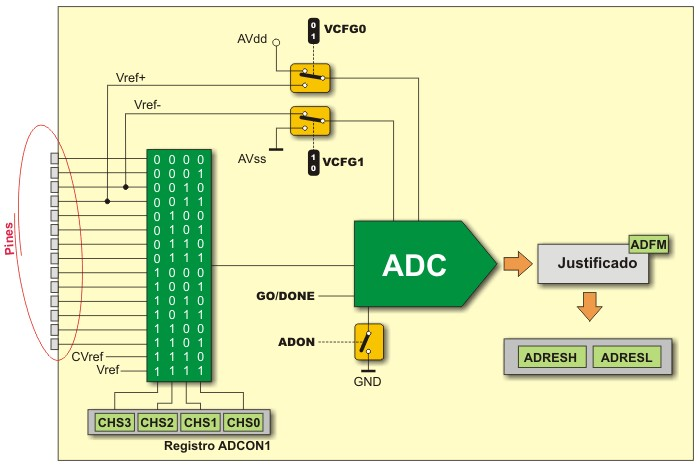 0
1
VCFG0
AVdd
Vref+
Vref-
AVss
1
0
VCFG1
Pines
0 0 0 0
0 0 0 1
0 0 1 0
0 0 1 1
0 1 0 0
0 1 0 1
0 1 1 0
0 1 1 1
1 0 0 0
1 0 0 1
1 0 1 0
1 0 1 1
1 1 0 0
1 1 0 1
1 1 1 0
1 1 1 1
CVref
Vref
ADC
GO/DONE
ADON
GND
ADFM
Justificado
ADRESH ADRESL
CHS3 CHS2 CHS1 CHS0
Registro ADCON1